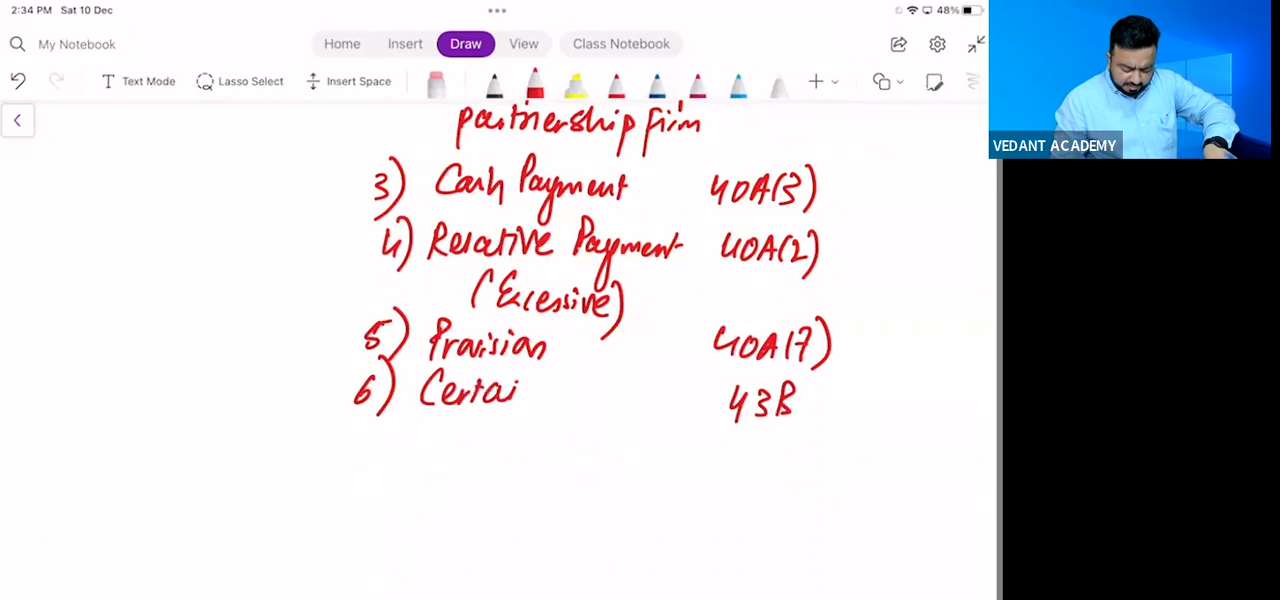 2:34 PM Sat 10 Dec
48%
My Notebook
Home Insert Draw View Class Notebook
Text Mode Lasso Select Insert Space
VEDANT ACADEMY
partnership firm
3) Cash Payment 40A(3)
4) Relative Payment 40A(2)
(Excessive)
5) Provision 40A(7)
6) Certai 43B